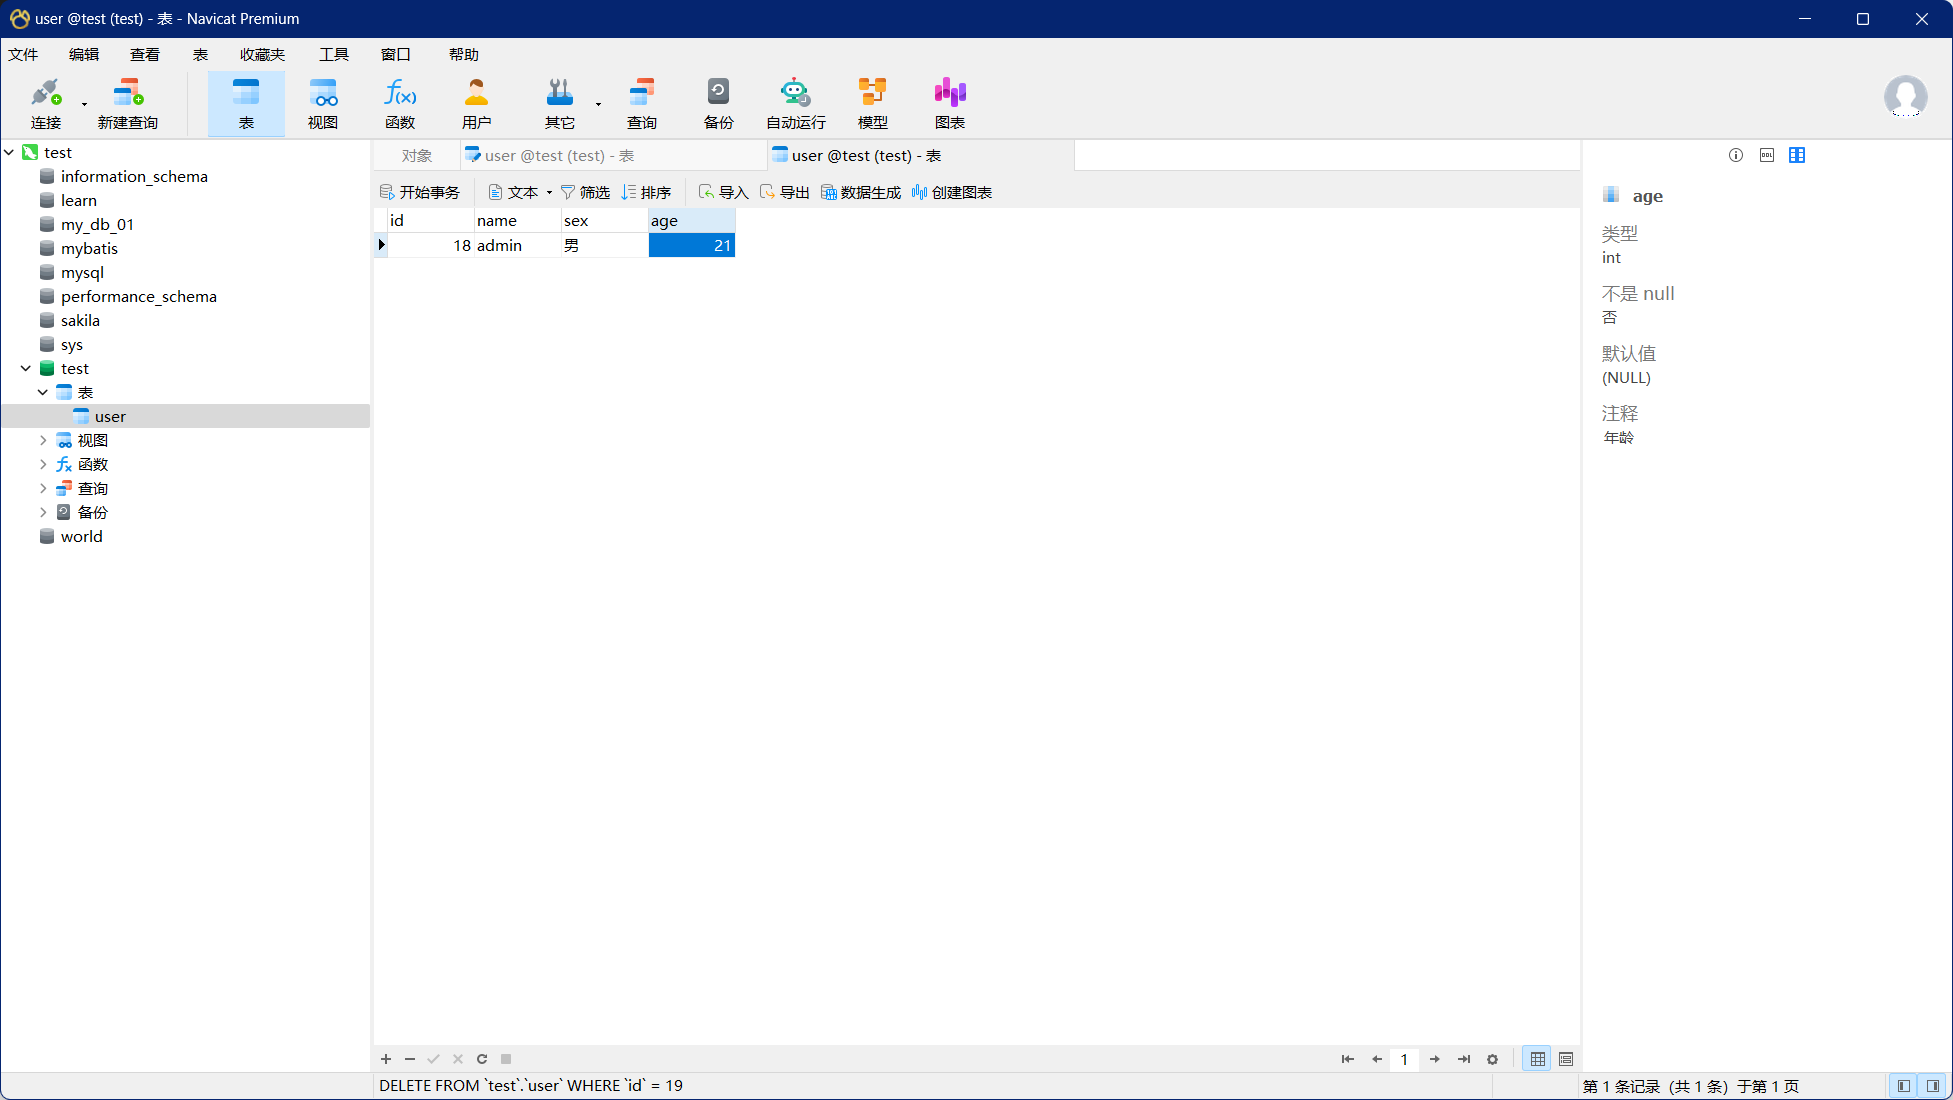 user @test (test) - 表 - Navicat Premium
文件 编辑 查看 表 收藏夹 工具 窗口 帮助
连接 新建查询 表 视图 函数 用户 其它 查询 备份 自动运行 模型 图表
f(x)
test
information_schema
learn
my_db_01
mybatis
mysql
performance_schema
sakila
sys
test
表
user
视图
函数
查询
备份
world
对象 user @test (test) - 表 user @test (test) - 表
开始事务 文本 筛选 排序 导入 导出 数据生成 创建图表
id name sex age
18 admin 男 21
DDL
age
类型
int
不是 null
否
默认值
(NULL)
注释
年龄
1
DELETE FROM `test`.`user` WHERE `id` = 19
第 1 条记录 (共 1 条) 于第 1 页